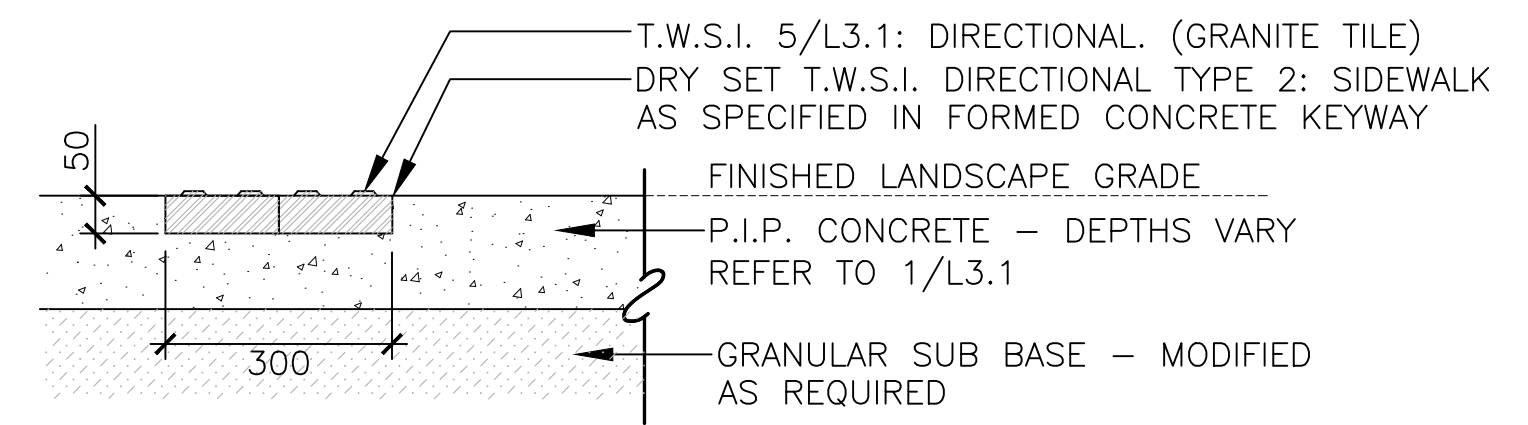 T.W.S.I. 5/L3.1: DIRECTIONAL. (GRANITE TILE)
DRY SET T.W.S.I. DIRECTIONAL TYPE 2: SIDEWALK
AS SPECIFIED IN FORMED CONCRETE KEYWAY
50
FINISHED LANDSCAPE GRADE
P.I.P. CONCRETE – DEPTHS VARY
REFER TO 1/L3.1
300
GRANULAR SUB BASE – MODIFIED
AS REQUIRED